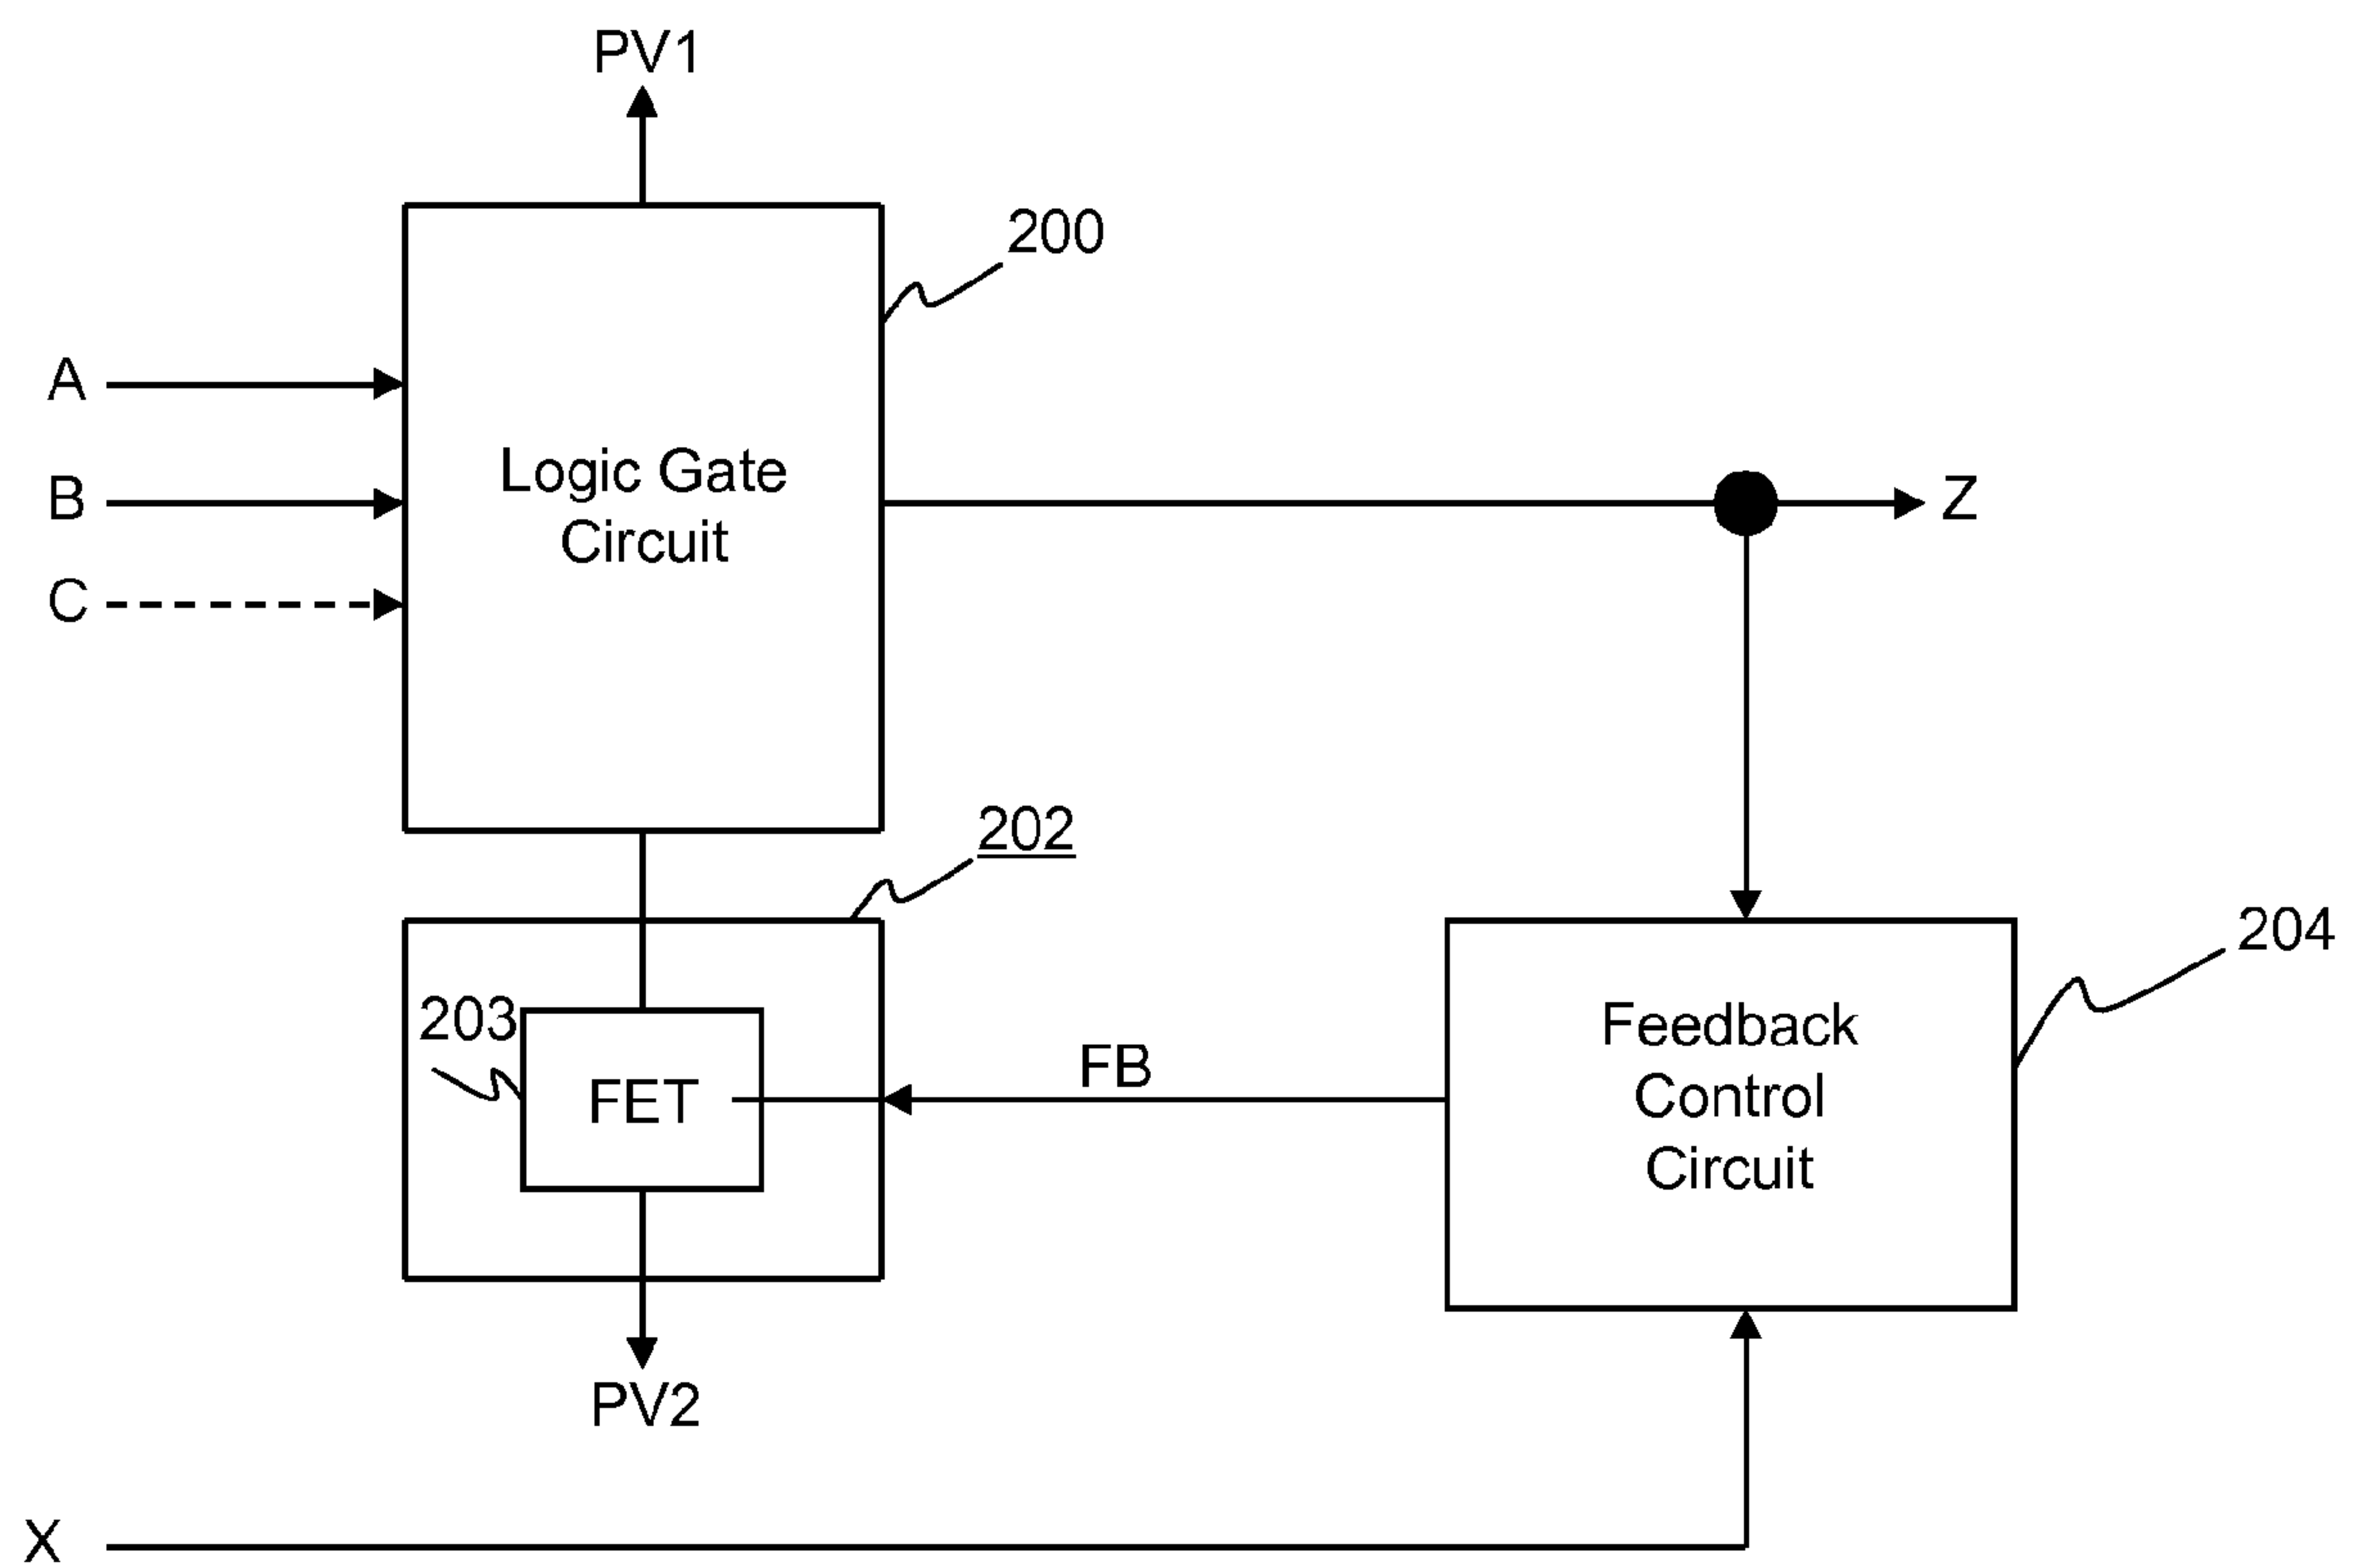 PV1
200
A
B
C
Logic Gate
Circuit
Z
202
203
FET
FB
204
Feedback
Control
Circuit
PV2
X